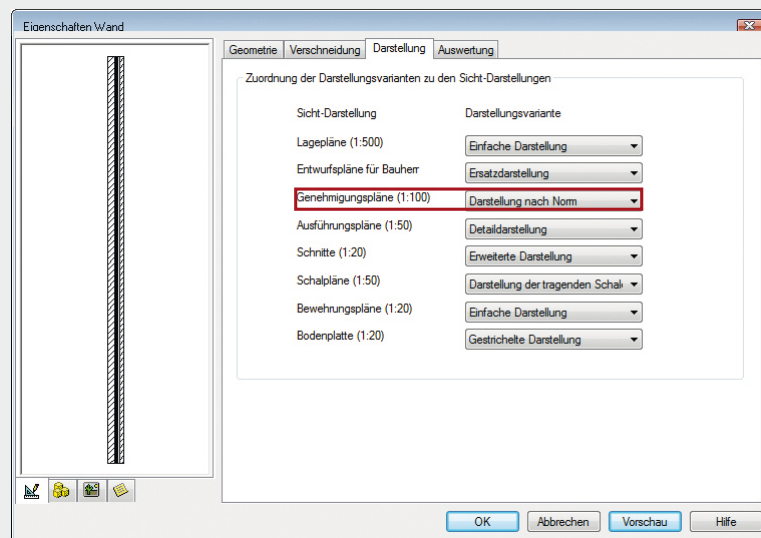 Eigenschaften Wand
Geometrie Verschneidung Darstellung Auswertung
Zuordnung der Darstellungsvarianten zu den Sicht-Darstellungen
Sicht-Darstellung Darstellungsvariante
Lagepläne (1:500) Einfache Darstellung
Entwurfspläne für Bauherr Ersatzdarstellung
Genehmigungspläne (1:100) Darstellung nach Norm
Ausführungspläne (1:50) Detaildarstellung
Schnitte (1:20) Erweiterte Darstellung
Schalpläne (1:50) Darstellung der tragenden Schal
Bewehrungspläne (1:20) Einfache Darstellung
Bodenplatte (1:20) Gestrichelte Darstellung
OK Abbrechen Vorschau Hilfe